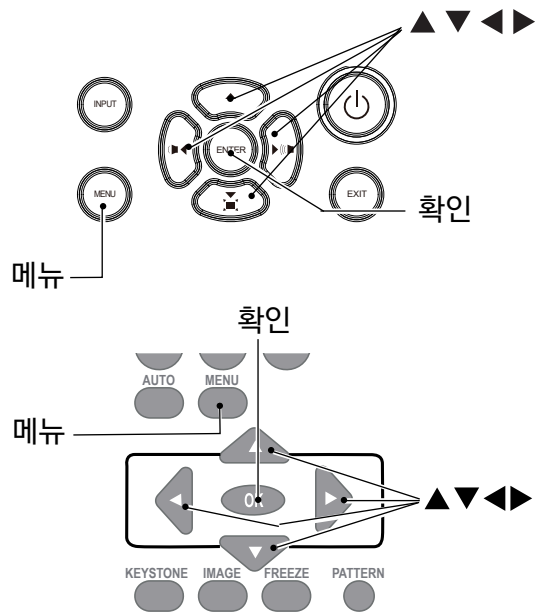 ▲ ▼ ◀ ▶
INPUT
ENTER
MENU
EXIT
확인
메뉴
확인
AUTO MENU
메뉴
OK
▲ ▼ ◀ ▶
KEYSTONE IMAGE FREEZE PATTERN